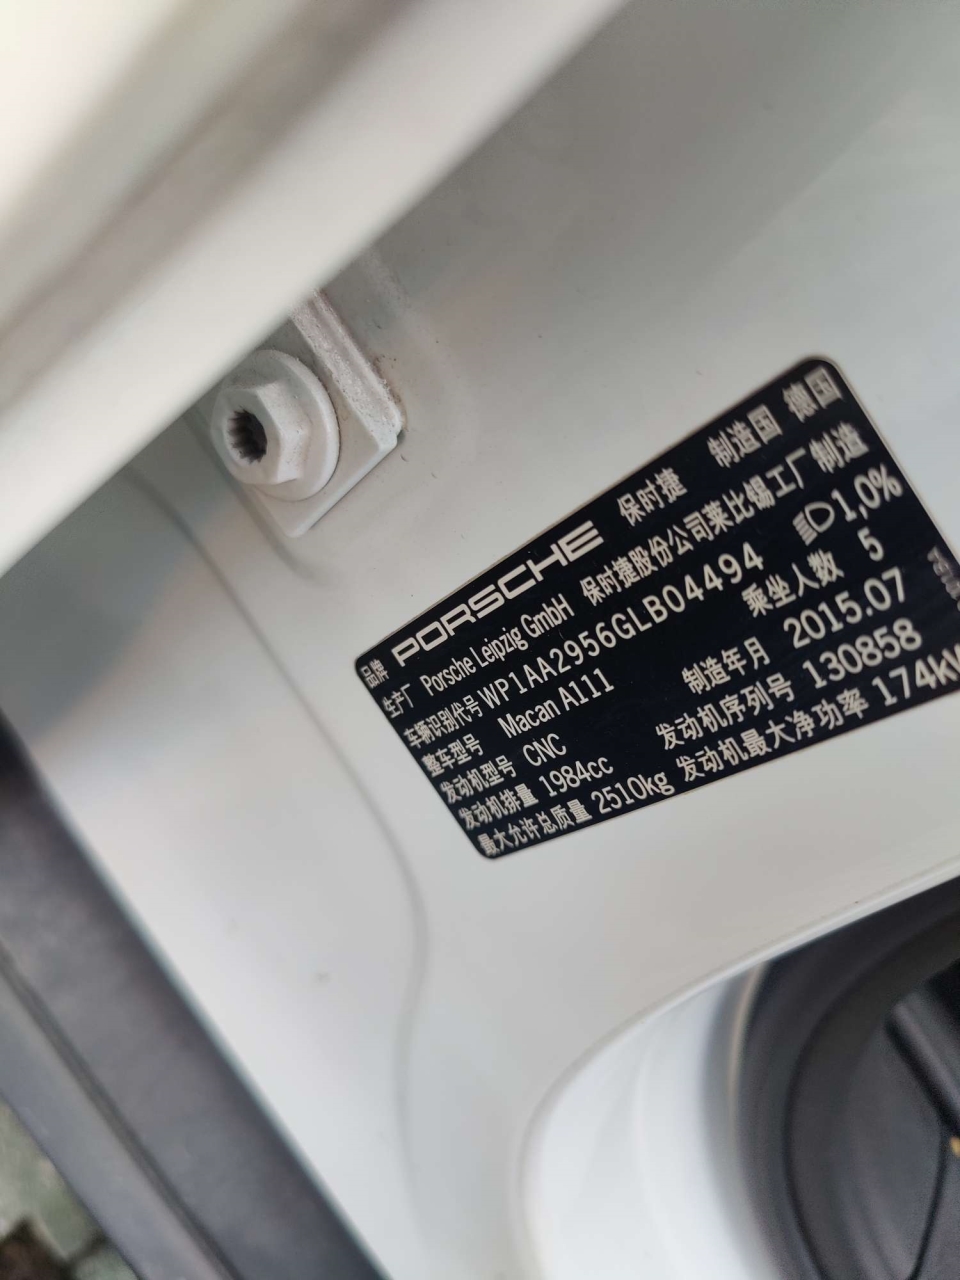 品牌 PORSCHE 保时捷 制造国 德国
生产厂 Porsche Leipzig GmbH 保时捷股份公司莱比锡工厂制造
车辆识别代号 WP1AA2956GLB04494 1,0%
整车型号 Macan A111 乘坐人数 5
发动机型号 CNC 制造年月 2015.07
发动机排量 1984cc 发动机序列号 130858
最大允许总质量 2510kg 发动机最大净功率 174kW